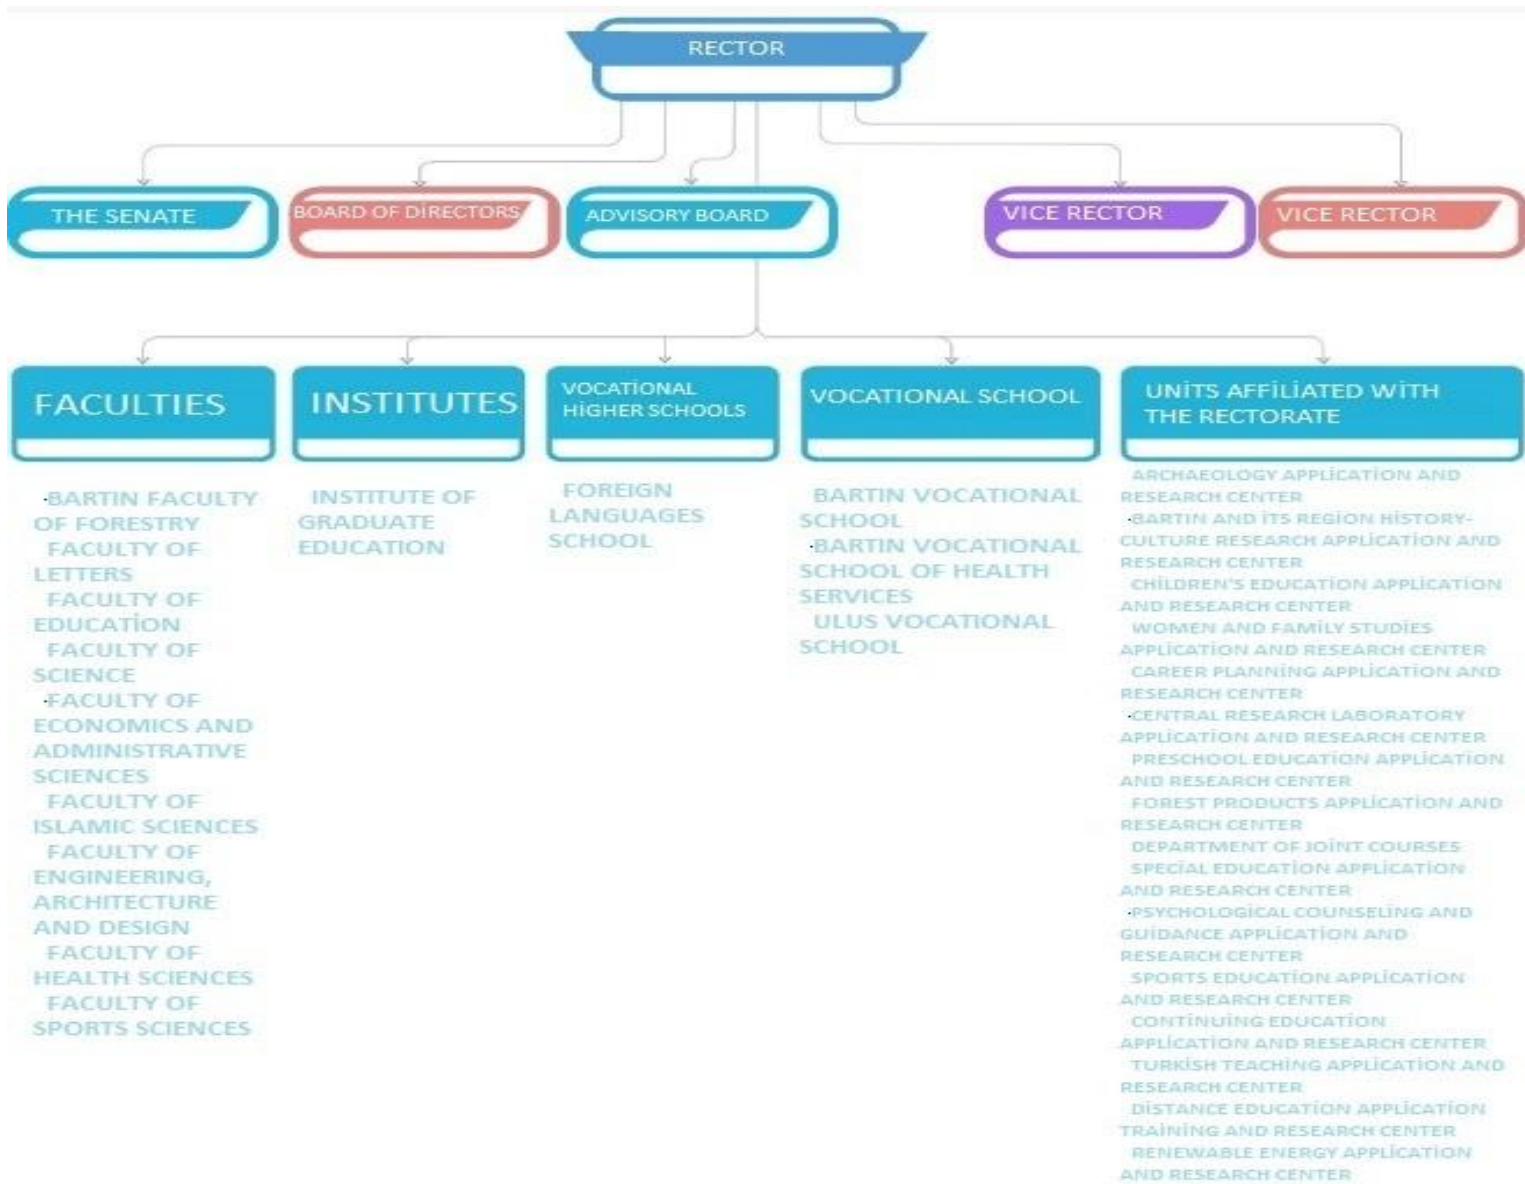 RECTOR
THE SENATE
BOARD OF DİRECTORS
ADVISORY BOARD
VICE RECTOR
VICE RECTOR
FACULTIES
·BARTIN FACULTY
OF FORESTRY
FACULTY OF
LETTERS
FACULTY OF
EDUCATİON
FACULTY OF
SCIENCE
·FACULTY OF
ECONOMICS AND
ADMINISTRATIVE
SCIENCES
FACULTY OF
ISLAMIC SCIENCES
FACULTY OF
ENGINEERING,
ARCHITECTURE
AND DESIGN
FACULTY OF
HEALTH SCIENCES
FACULTY OF
SPORTS SCIENCES
INSTITUTES
INSTITUTE OF
GRADUATE
EDUCATION
VOCATİONAL
HİGHER SCHOOLS
FOREIGN
LANGUAGES
SCHOOL
VOCATIONAL SCHOOL
BARTIN VOCATIONAL
SCHOOL
·BARTIN VOCATIONAL
SCHOOL OF HEALTH
SERVICES
ULUS VOCATIONAL
SCHOOL
UNİTS AFFİLİATED WİTH
THE RECTORATE
ARCHAEOLOGY APPLİCATİON AND
RESEARCH CENTER
·BARTIN AND İTS REGİON HİSTORY-
CULTURE RESEARCH APPLİCATİON AND
RESEARCH CENTER
CHİLDREN'S EDUCATİON APPLİCATİON
AND RESEARCH CENTER
WOMEN AND FAMİLY STUDİES
APPLİCATİON AND RESEARCH CENTER
CAREER PLANNİNG APPLİCATİON AND
RESEARCH CENTER
·CENTRAL RESEARCH LABORATORY
APPLİCATİON AND RESEARCH CENTER
PRESCHOOL EDUCATİON APPLİCATİON
AND RESEARCH CENTER
FOREST PRODUCTS APPLİCATİON AND
RESEARCH CENTER
DEPARTMENT OF JOİNT COURSES
SPECİAL EDUCATİON APPLİCATİON
AND RESEARCH CENTER
·PSYCHOLOGİCAL COUNSELİNG AND
GUİDANCE APPLİCATİON AND
RESEARCH CENTER
SPORTS EDUCATİON APPLİCATİON
AND RESEARCH CENTER
CONTİNUİNG EDUCATİON
APPLİCATİON AND RESEARCH CENTER
TURKİSH TEACHİNG APPLİCATİON AND
RESEARCH CENTER
DİSTANCE EDUCATİON APPLİCATİON
TRAİNİNG AND RESEARCH CENTER
RENEWABLE ENERGY APPLİCATİON
AND RESEARCH CENTER